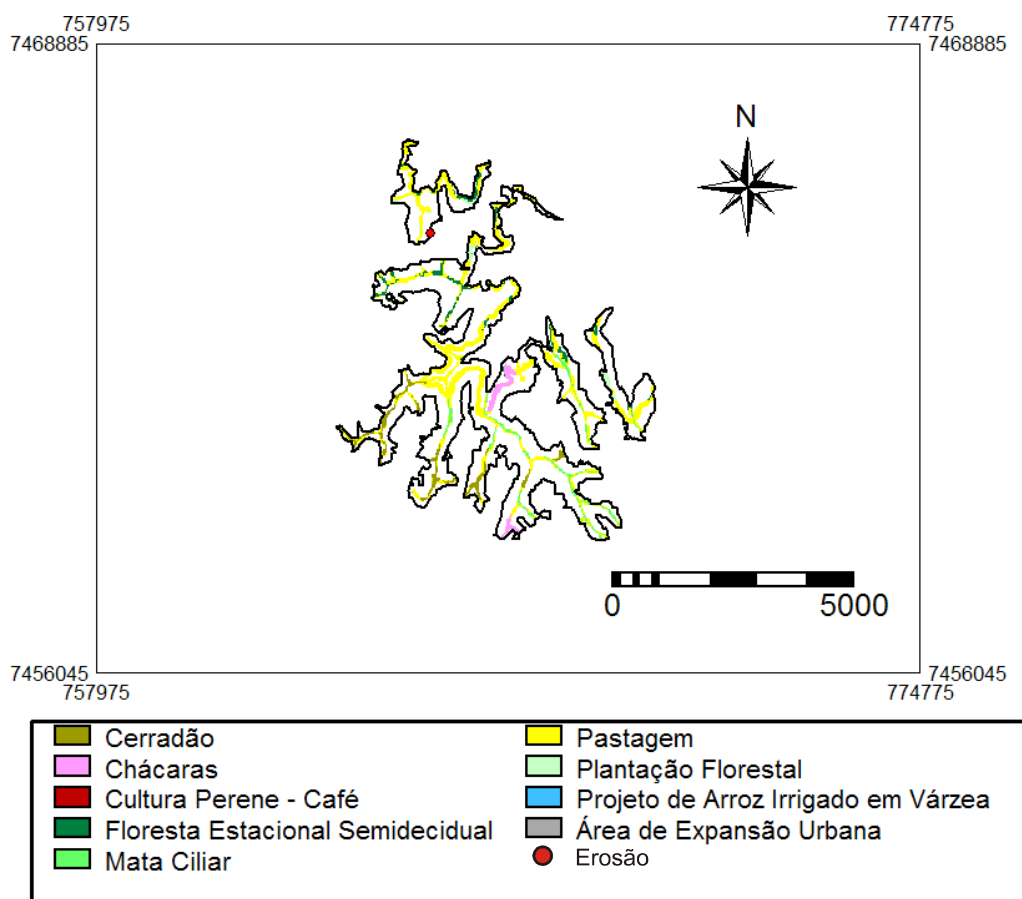 757975 774775
7468885 7468885
N
0 5000
7456045 7456045
757975 774775
Cerradão Pastagem
Chácaras Plantação Florestal
Cultura Perene - Café Projeto de Arroz Irrigado em Várzea
Floresta Estacional Semidecidual Área de Expansão Urbana
Mata Ciliar Erosão